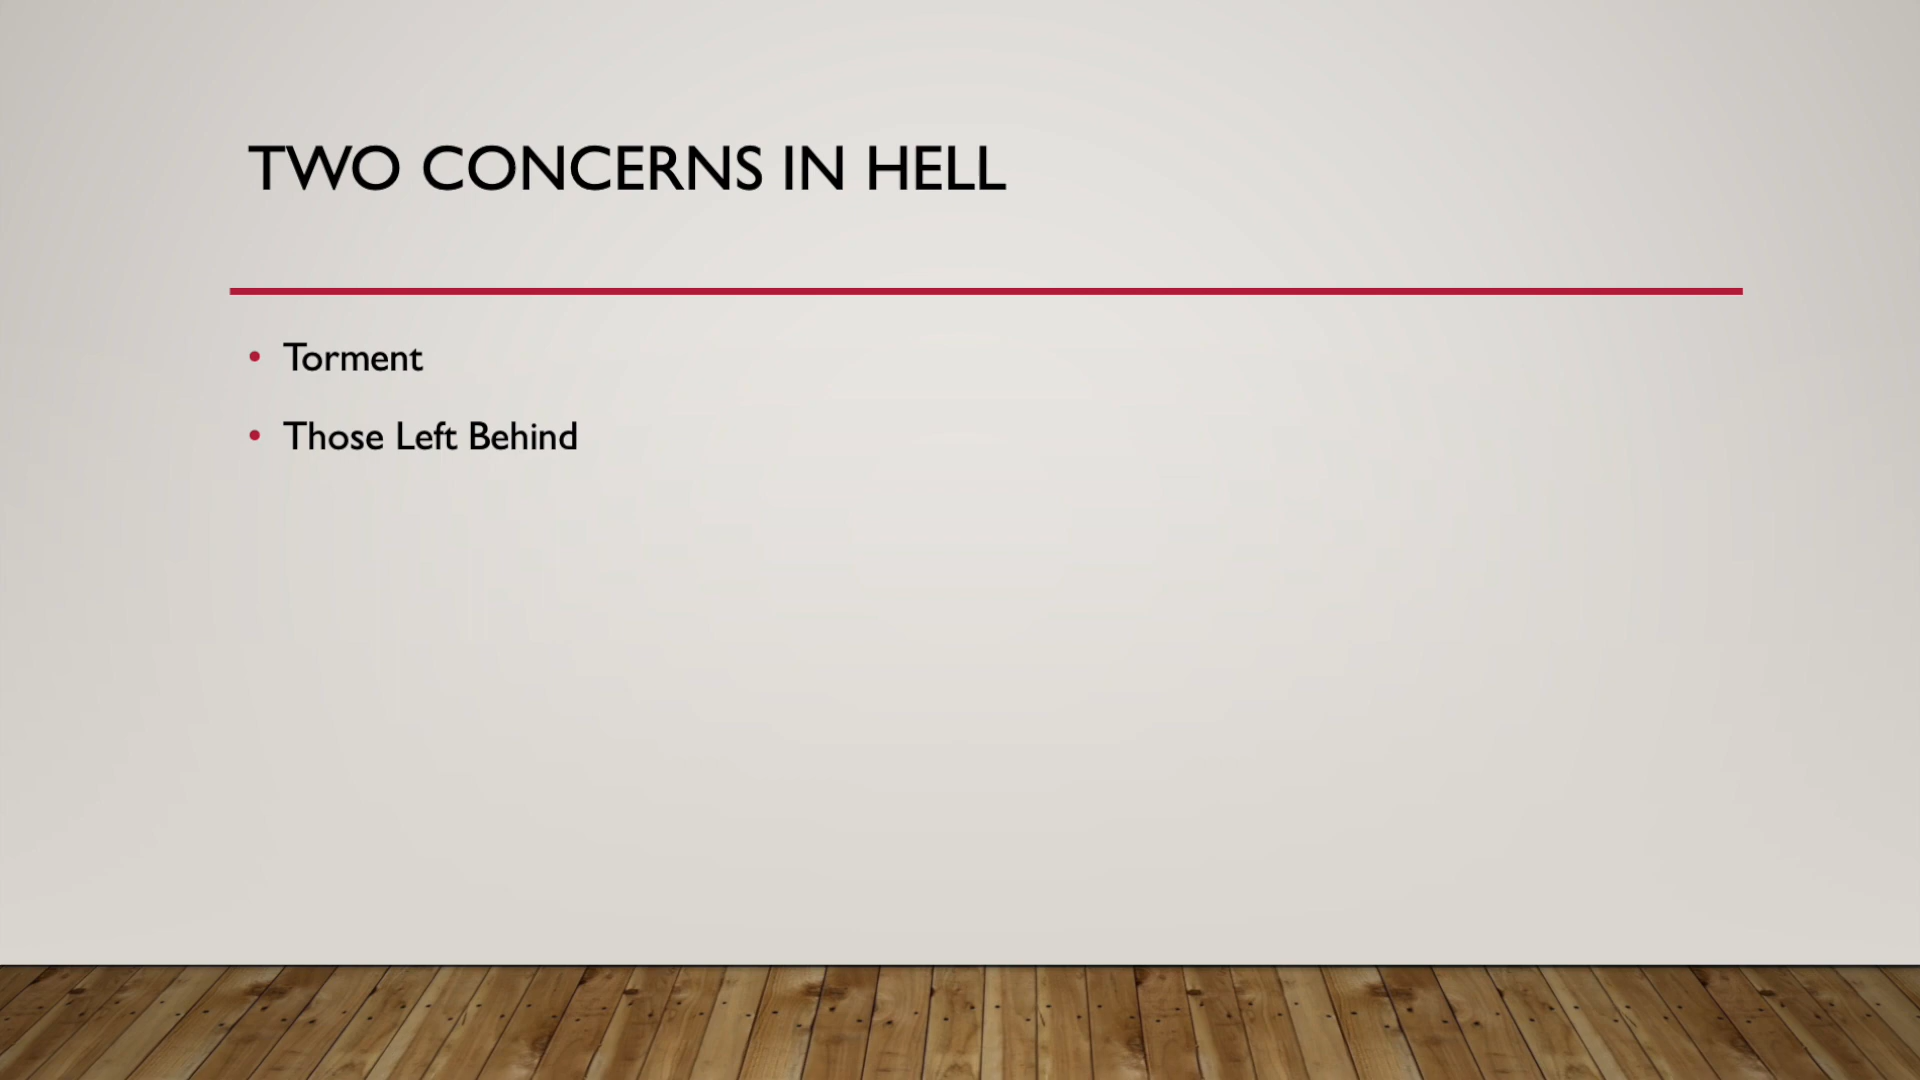 TWO CONCERNS IN HELL
• Torment
• Those Left Behind